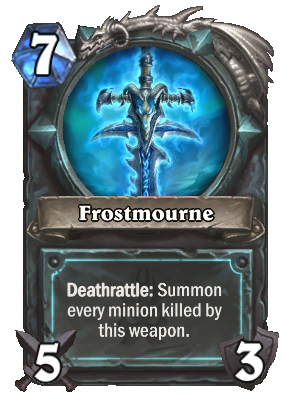 7
Frostmourne
Deathrattle: Summon
every minion killed by
this weapon.
5
3